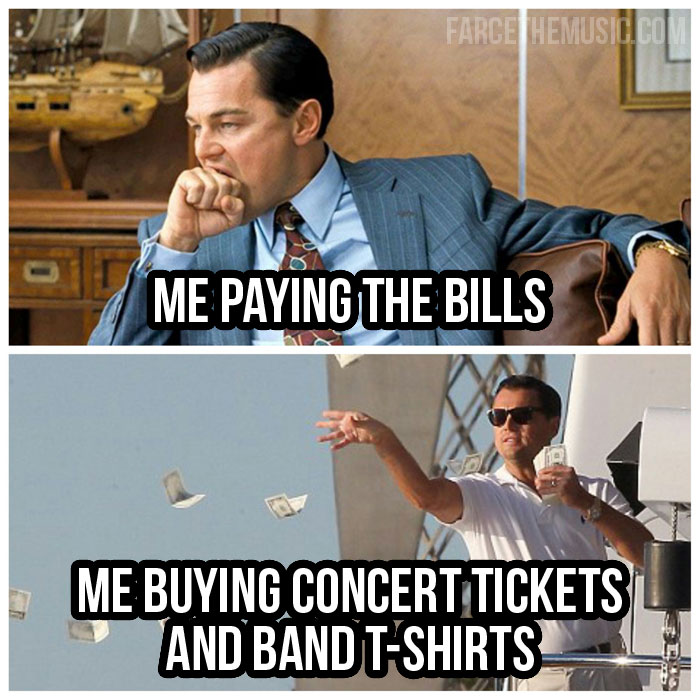 FARCETHEMUSIC.COM
ME PAYING THE BILLS
ME BUYING CONCERT TICKETS
AND BAND T-SHIRTS